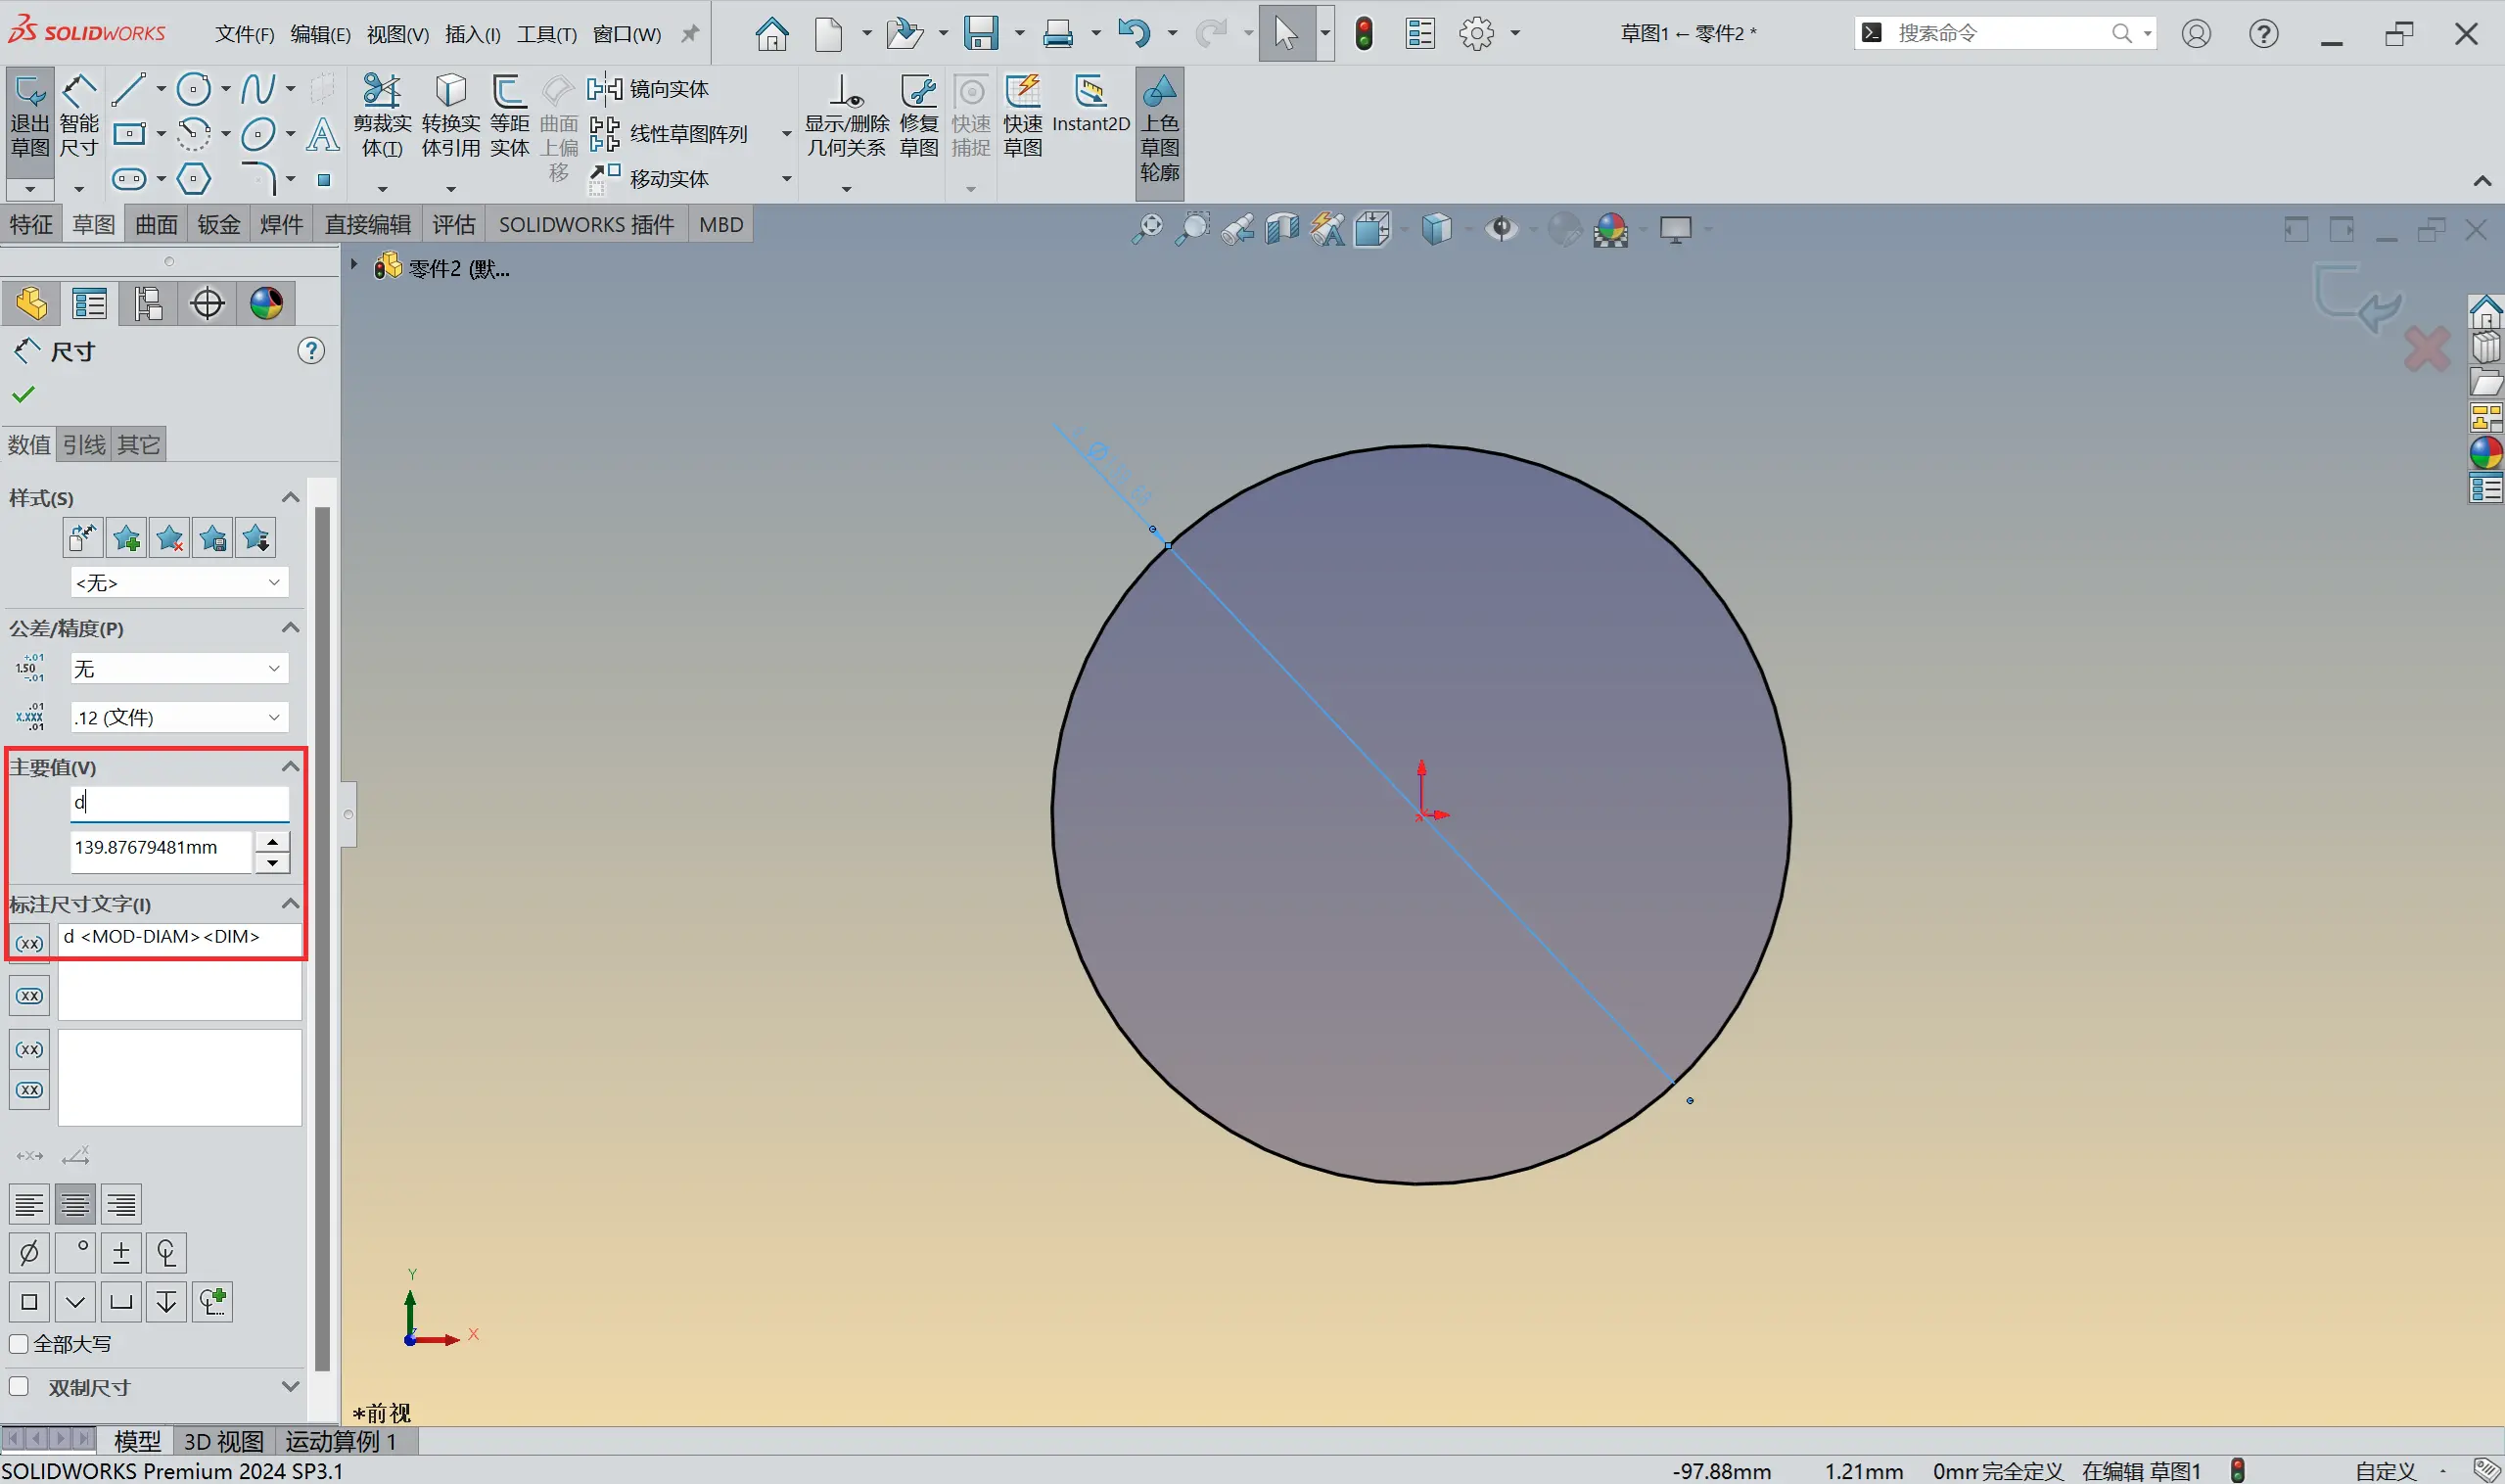 SOLIDWORKS
文件(F) 编辑(E) 视图(V) 插入(I) 工具(T) 窗口(W)
草图1 ← 零件2 *
搜索命令
退出草图
智能尺寸
剪裁实体(T)
转换实体引用
等距实体
曲面上偏移
镜向实体
线性草图阵列
移动实体
显示/删除几何关系
修复草图
快速捕捉
快速草图
Instant2D
上色草图轮廓
特征 草图 曲面 钣金 焊件 直接编辑 评估 SOLIDWORKS 插件 MBD
零件2 (默...
尺寸
数值 引线 其它
样式(S)
<无>
公差/精度(P)
+.01
1.50
-.01
无
.01
X.XXX
.01
.12 (文件)
主要值(V)
d
139.87679481mm
标注尺寸文字(I)
(xx)
d <MOD-DIAM><DIM>
(xx)
(xx)
(xx)
全部大写
双制尺寸
Y
Z
X
*前视
模型 3D 视图 运动算例 1
SOLIDWORKS Premium 2024 SP3.1
-97.88mm 1.21mm 0mm 完全定义 在编辑 草图1 自定义